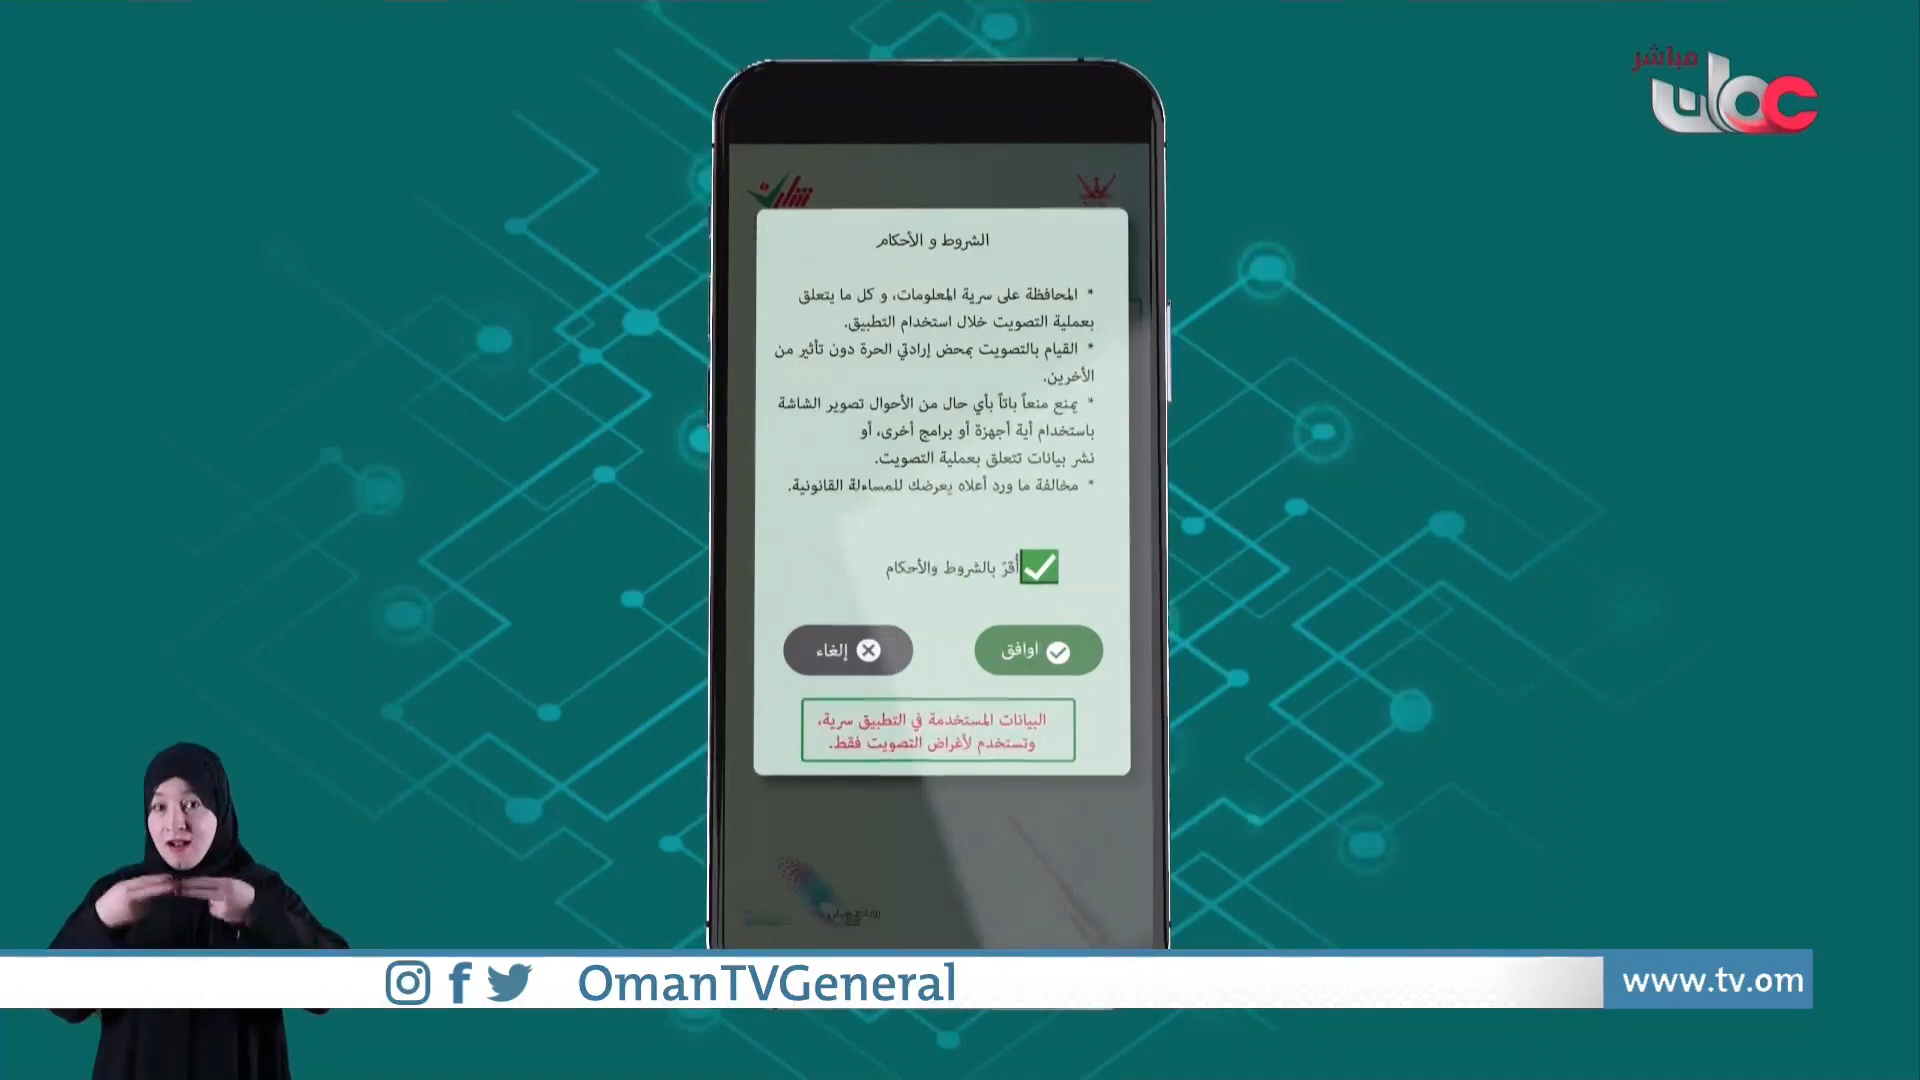 مباشر
عمان
الشروط و الأحكام
* المحافظة على سرية المعلومات، و كل ما يتعلق
بعملية التصويت خلال استخدام التطبيق.
* القيام بالتصويت بمحض إرادتي الحرة دون تأثير من
الأخرين.
* يمنع منعاً باتاً بأي حال من الأحوال تصوير الشاشة
باستخدام أية أجهزة أو برامج أخرى، أو
نشر بيانات تتعلق بعملية التصويت.
* مخالفة ما ورد أعلاه يعرضك للمساءلة القانونية.
أقرّ بالشروط والأحكام
اوافق
إلغاء
البيانات المستخدمة في التطبيق سرية،
وتستخدم لأغراض التصويت فقط.
OmanTVGeneral
www.tv.om